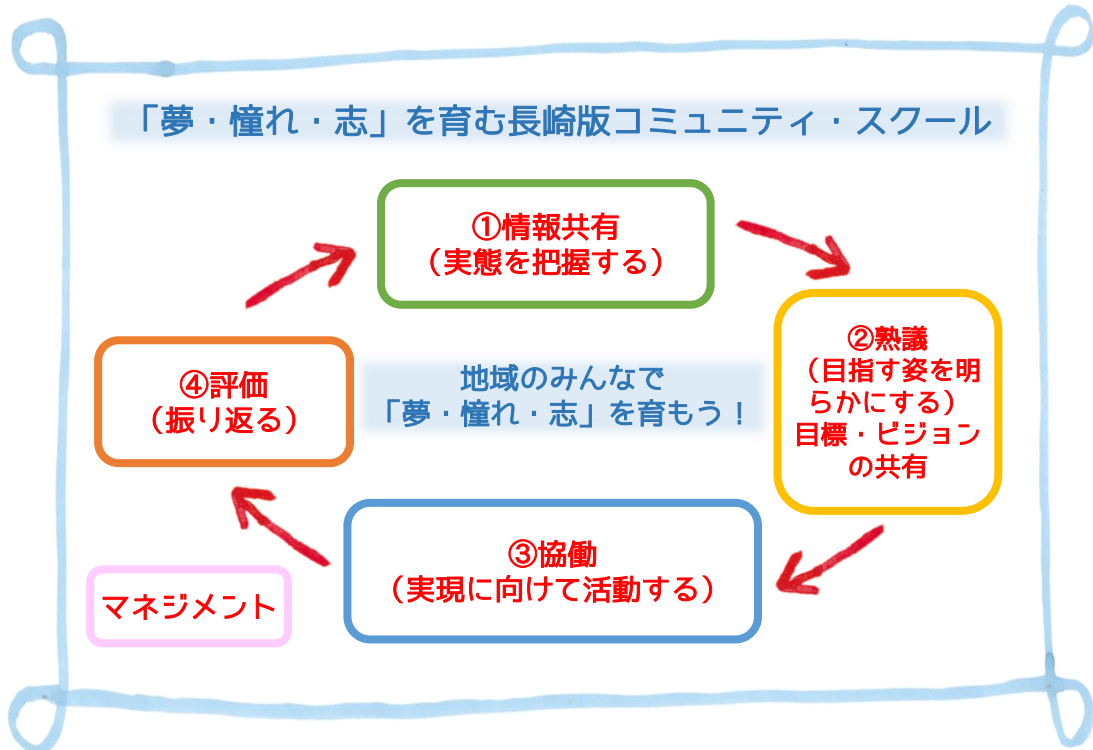 「夢・憧れ・志」を育む長崎版コミュニティ・スクール
①情報共有
（実態を把握する）
②熟議
（目指す姿を明
らかにする）
目標・ビジョン
の共有
地域のみんなで
「夢・憧れ・志」を育もう！
④評価
（振り返る）
③協働
（実現に向けて活動する）
マネジメント